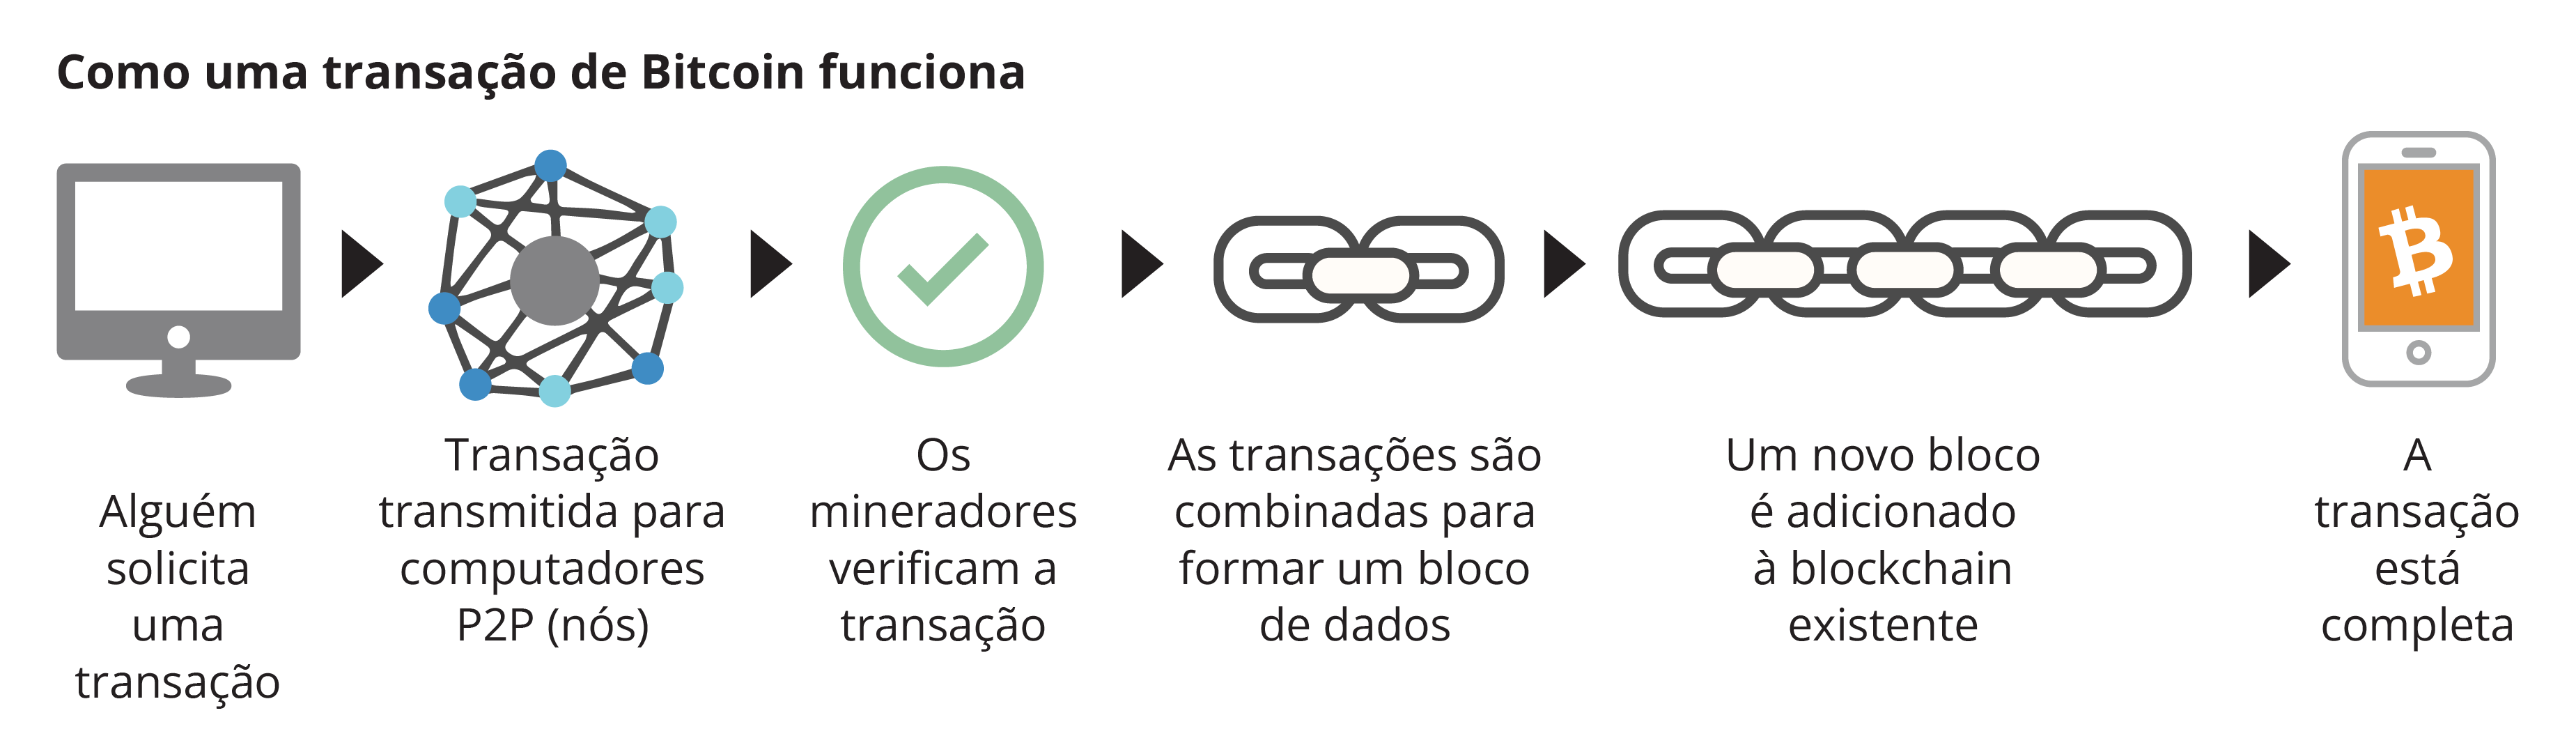 Como uma transação de Bitcoin funciona
Alguém
solicita
uma
transação
Transação
transmitida para
computadores
P2P (nós)
Os
mineradores
verificam a
transação
As transações são
combinadas para
formar um bloco
de dados
Um novo bloco
é adicionado
à blockchain
existente
A
transação
está
completa